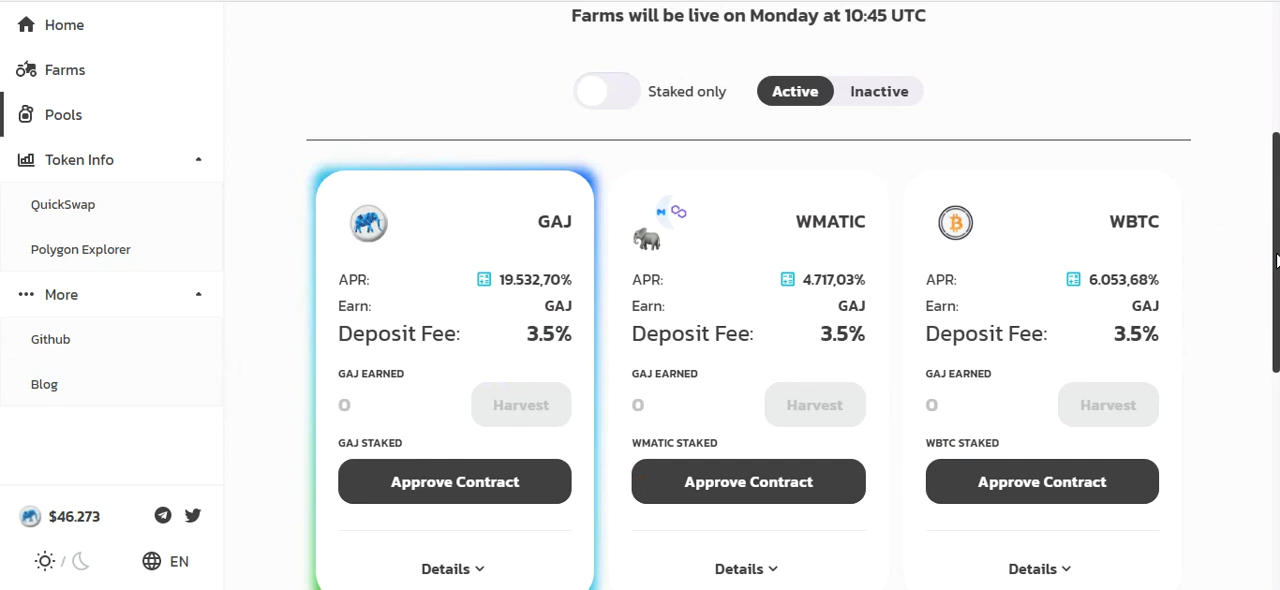 Home
Farms
Pools
Token Info
QuickSwap
Polygon Explorer
More
Github
Blog
$46.273
EN
Farms will be live on Monday at 10:45 UTC
Staked only
Active
Inactive
GAJ
APR: 19.532,70%
Earn: GAJ
Deposit Fee: 3.5%
GAJ EARNED
0
Harvest
GAJ STAKED
Approve Contract
Details
WMATIC
APR: 4.717,03%
Earn: GAJ
Deposit Fee: 3.5%
GAJ EARNED
0
Harvest
WMATIC STAKED
Approve Contract
Details
WBTC
APR: 6.053,68%
Earn: GAJ
Deposit Fee: 3.5%
GAJ EARNED
0
Harvest
WBTC STAKED
Approve Contract
Details